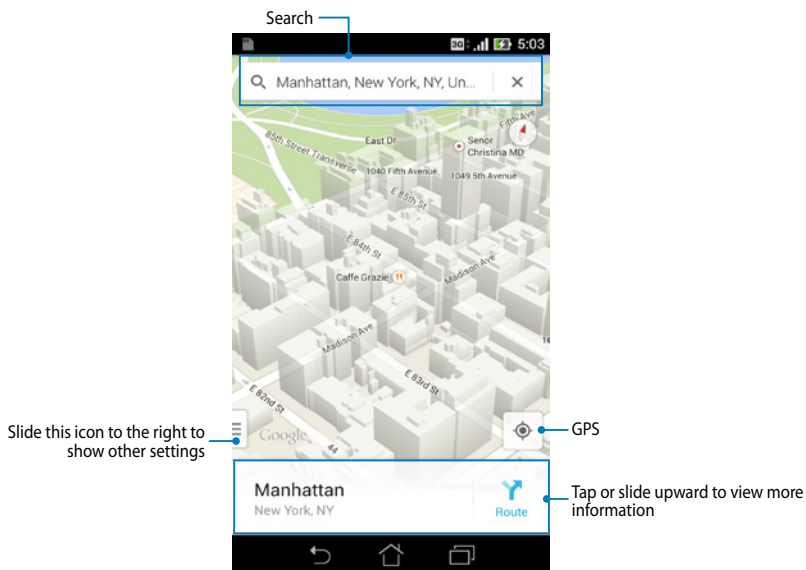 Search
3G 5:03
Manhattan, New York, NY, Un...
Fifth Ave
85th Street Transverse
East Dr
Senor
Christina MD
1040 Fifth Avenue
1049 5th Avenue
E 85th St
E 84th St
Madison Ave
Caffe Grazie
Madison Ave
E 83rd St
E 82nd St
Slide this icon to the right to
show other settings
Google
GPS
Manhattan
New York, NY
Route
Tap or slide upward to view more
information